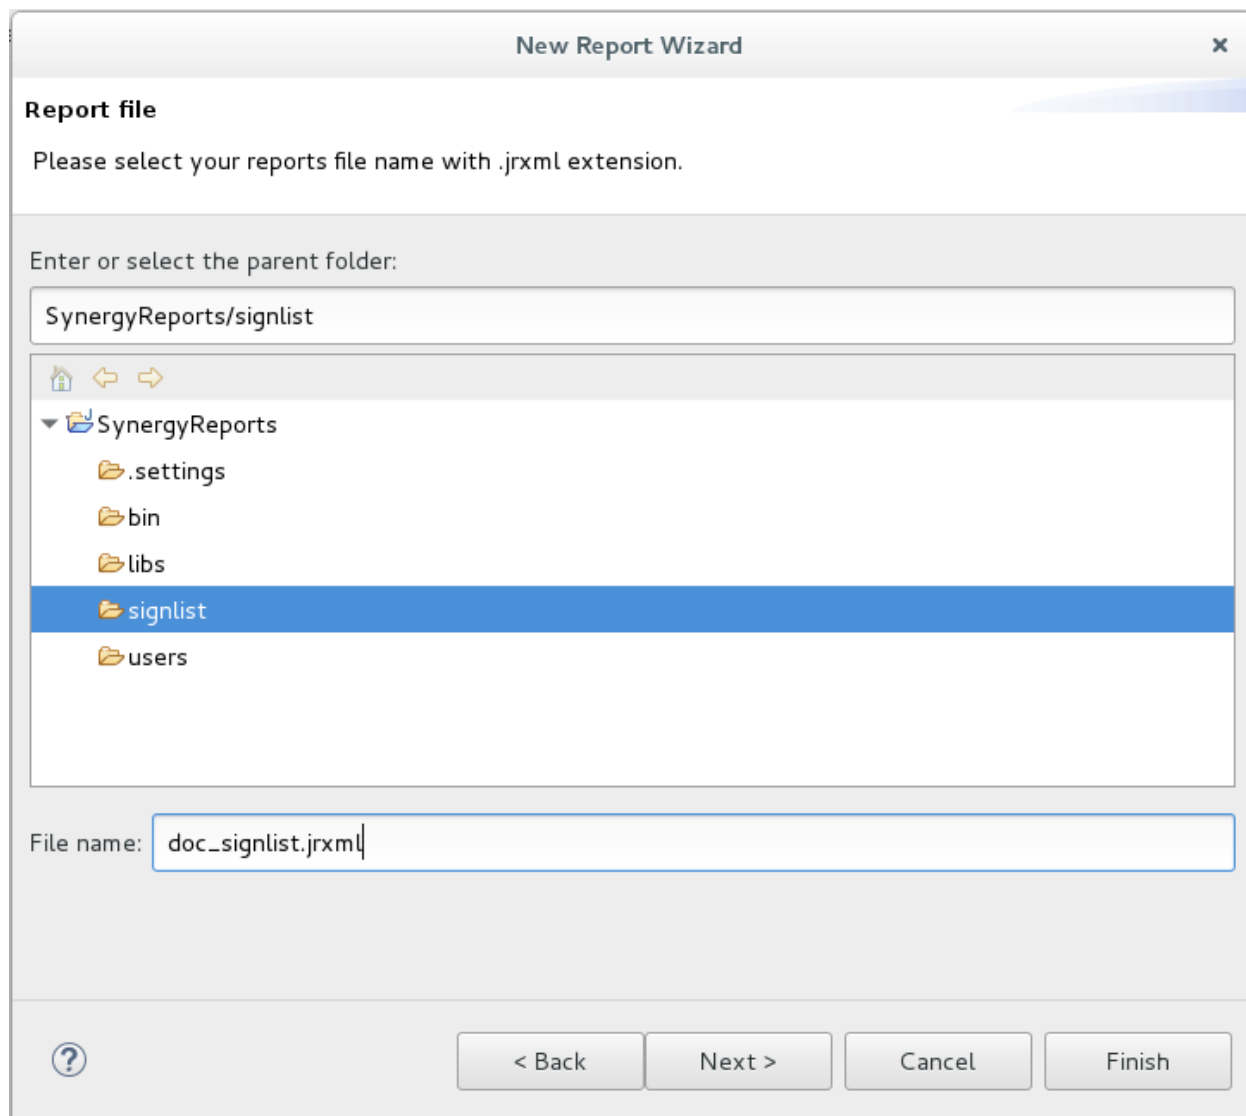 New Report Wizard
Report file
Please select your reports file name with .jrxml extension.
Enter or select the parent folder:
SynergyReports/signlist
SynergyReports
.settings
bin
libs
signlist
users
File name: doc_signlist.jrxml
< Back Next > Cancel Finish